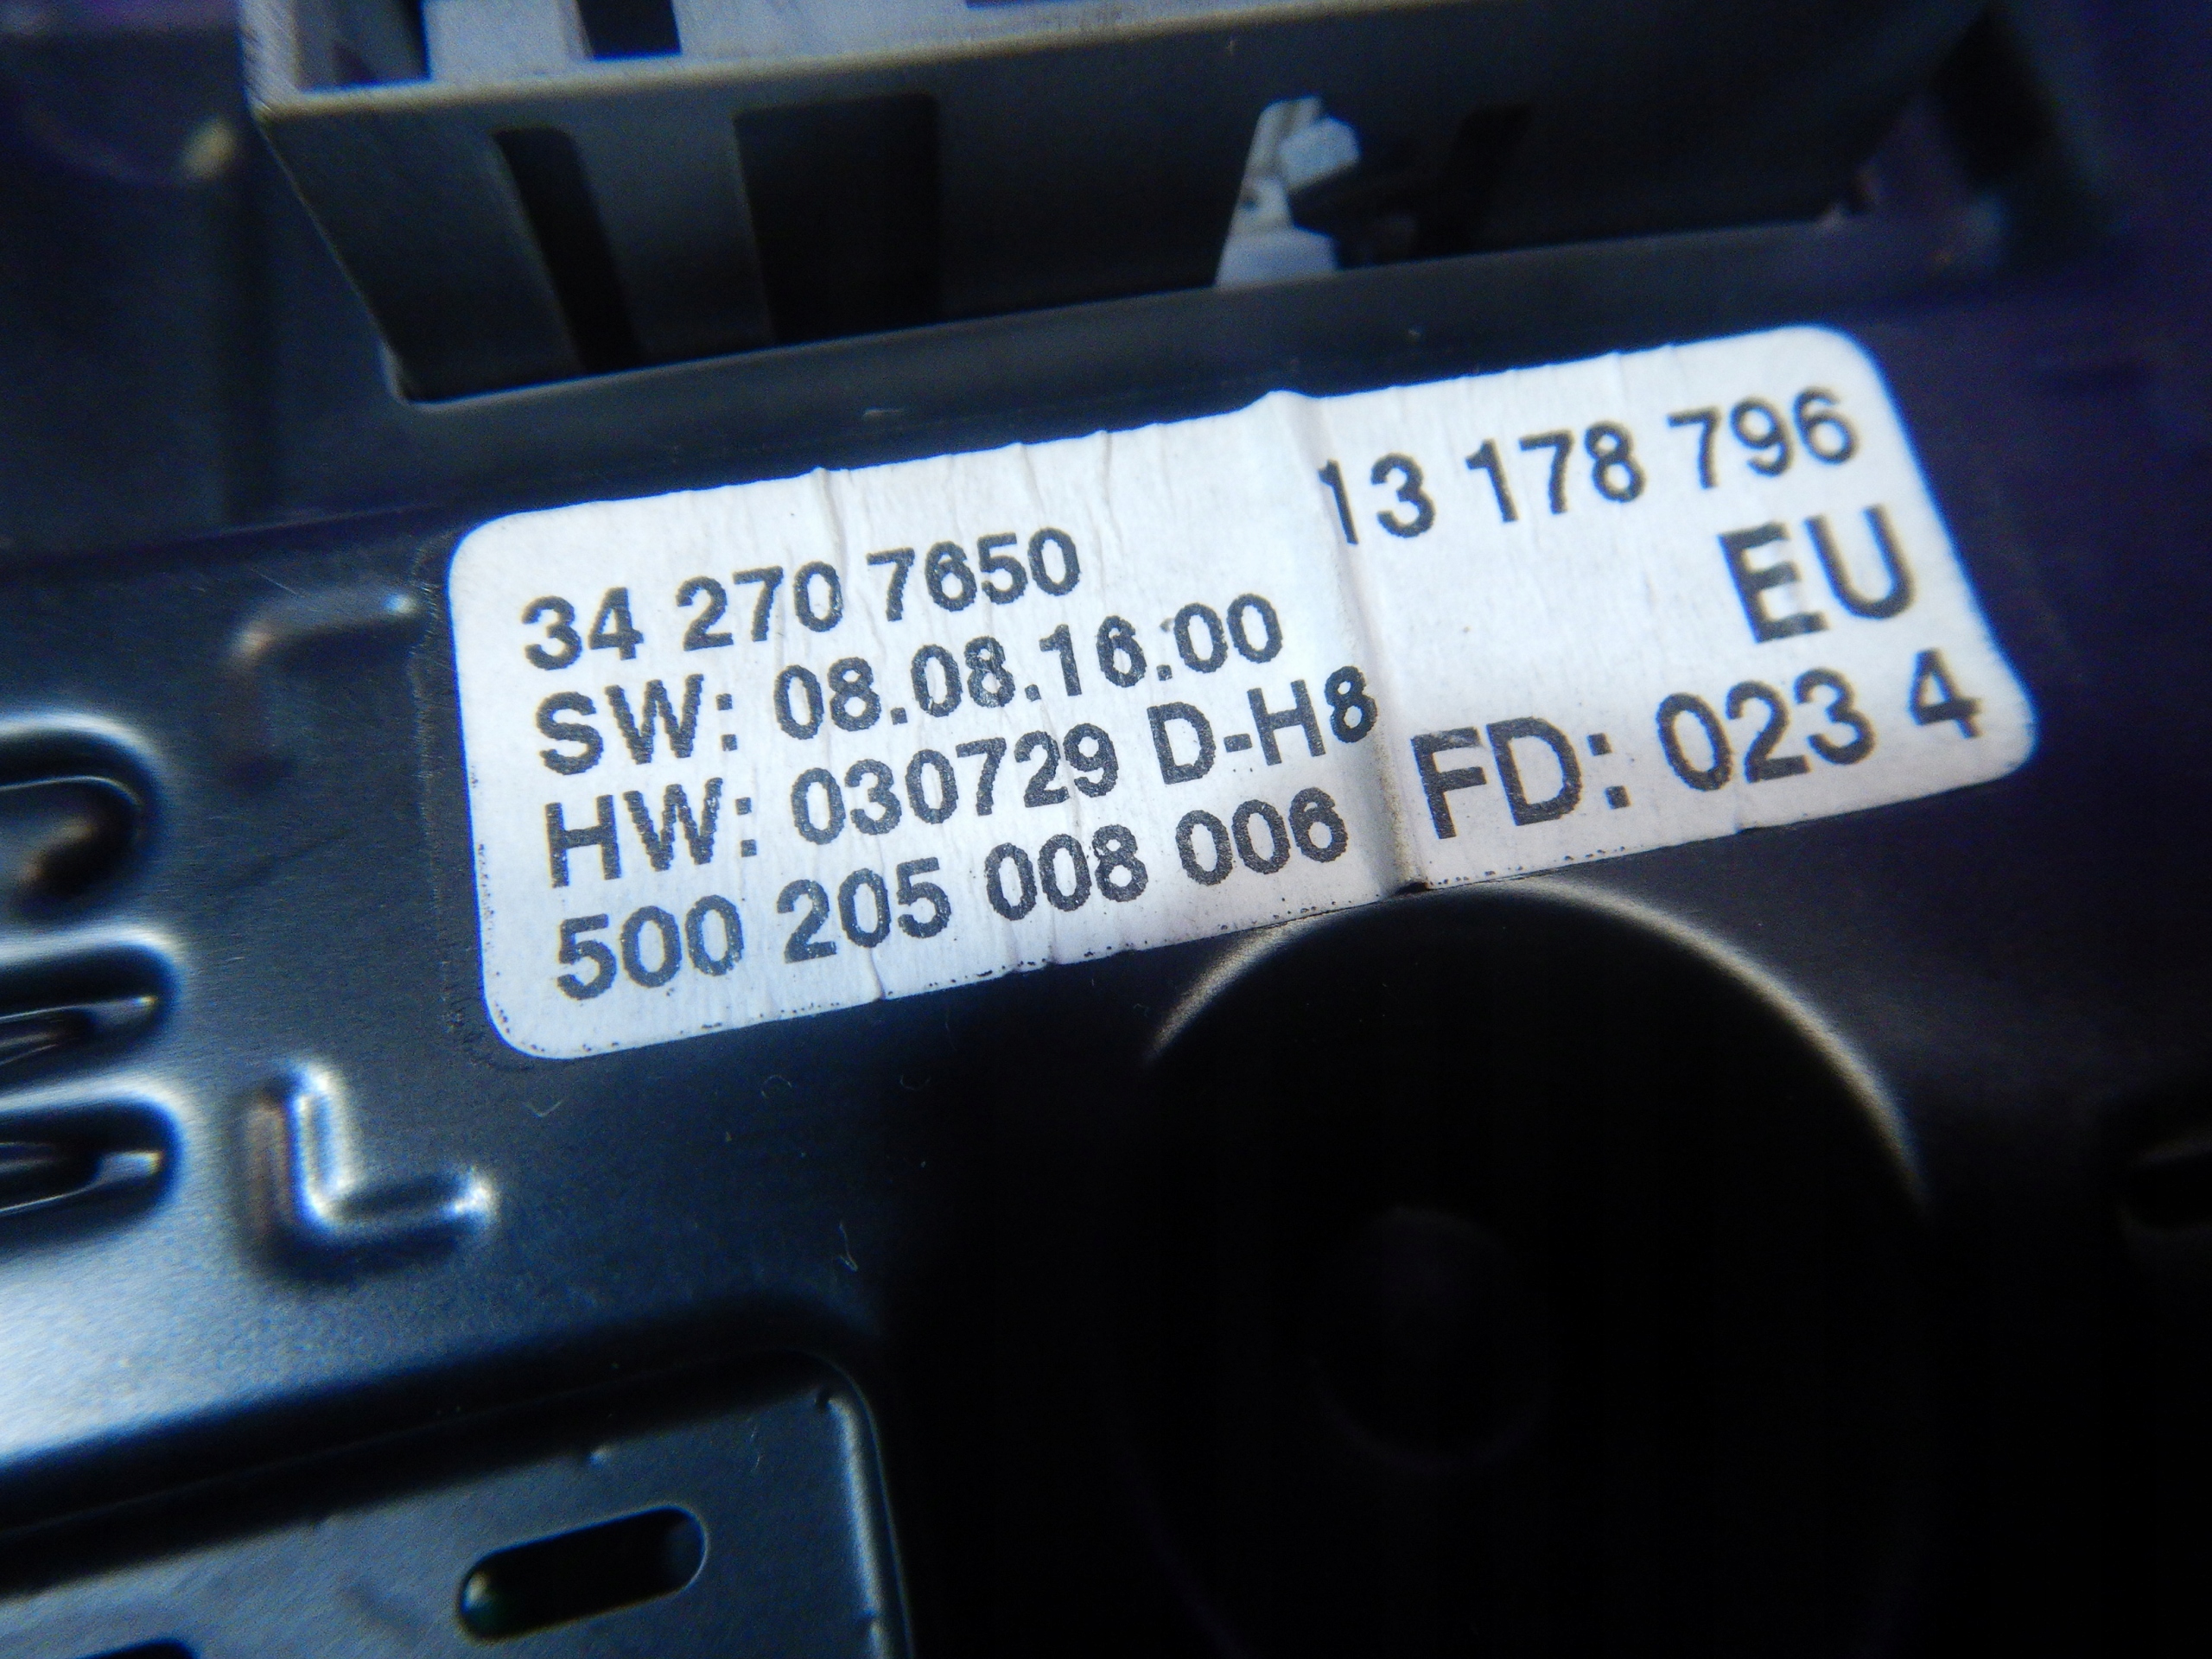 13 178 796
34 270 7650
EU
SW: 08.08.16.00
HW: 030729 D-H8
FD: 023 4
500 205 008 006